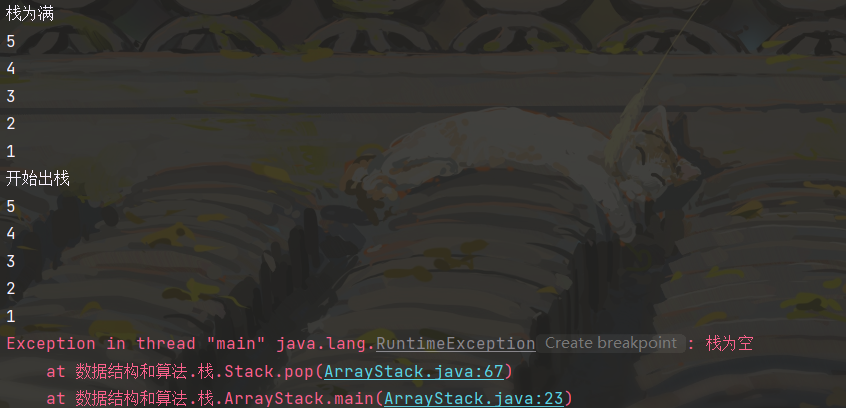 栈为满
5
4
3
2
1
开始出栈
5
4
3
2
1
Exception in thread "main" java.lang.RuntimeException Create breakpoint : 栈为空
at 数据结构和算法.栈.Stack.pop(ArrayStack.java:67)
at 数据结构和算法.栈.ArrayStack.main(ArrayStack.java:23)